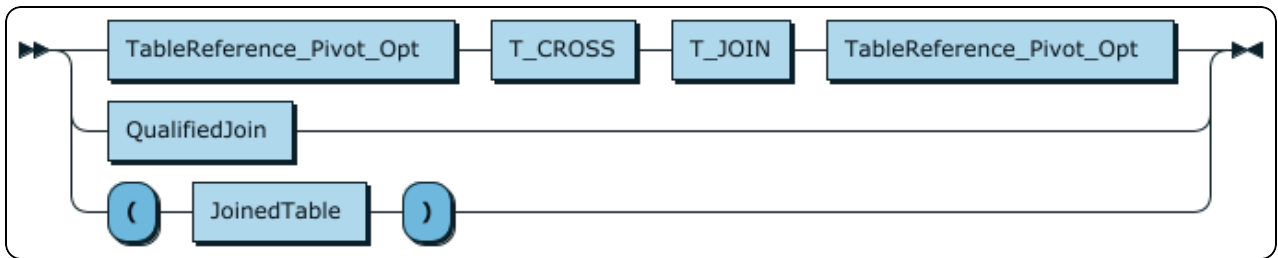 TableReference_Pivot_Opt T_CROSS T_JOIN TableReference_Pivot_Opt
QualifiedJoin
( JoinedTable )